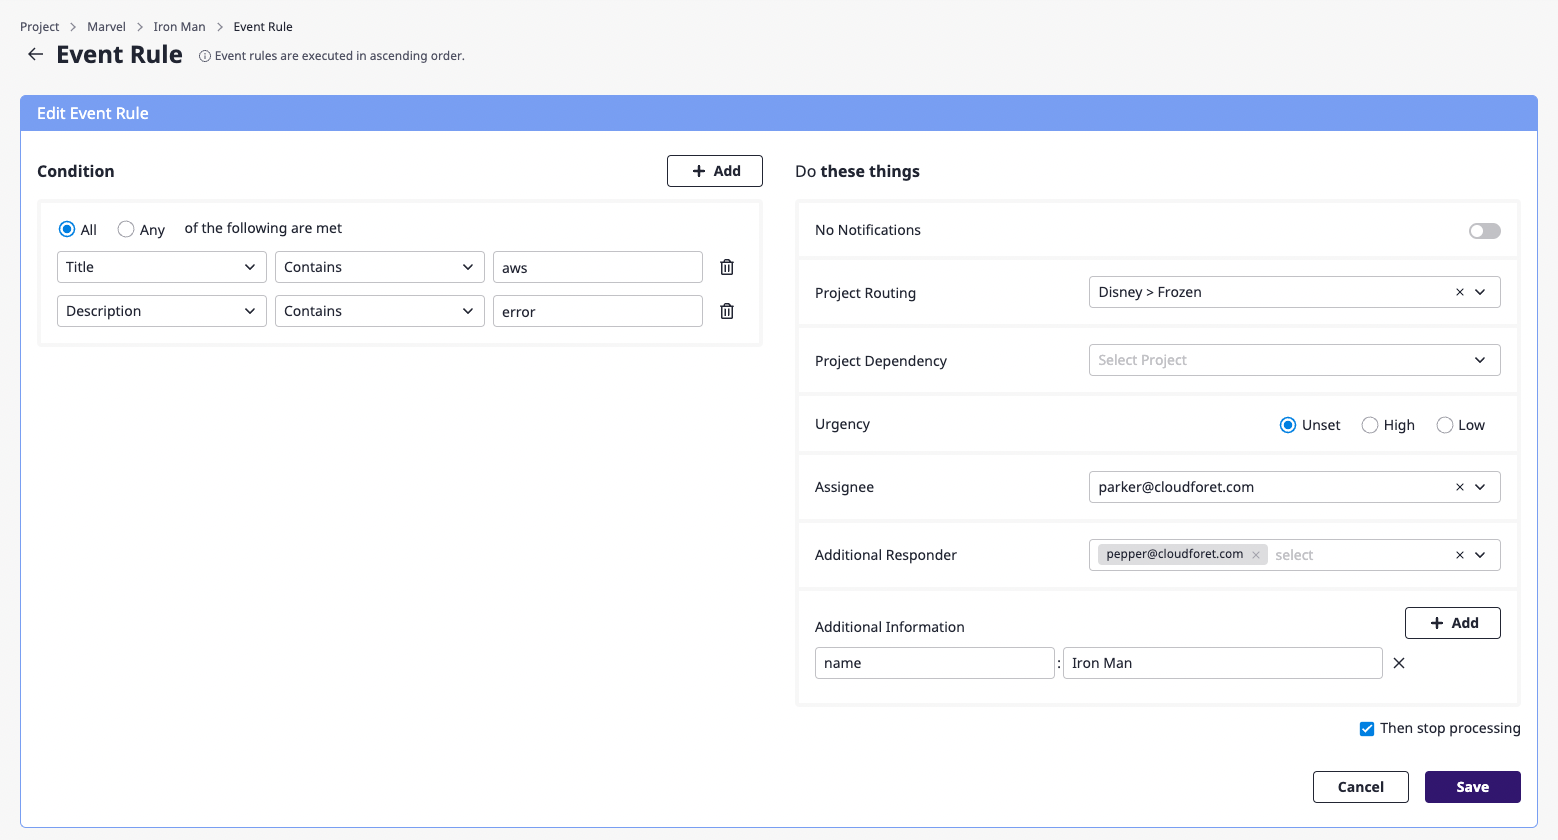 Project > Marvel > Iron Man > Event Rule
Event Rule
Event rules are executed in ascending order.
Edit Event Rule
Condition
+ Add
All Any of the following are met
Title Contains aws
Description Contains error
Do these things
No Notifications
Project Routing Disney > Frozen
Project Dependency Select Project
Urgency Unset High Low
Assignee parker@cloudforet.com
Additional Responder pepper@cloudforet.com select
Additional Information + Add
name : Iron Man
Then stop processing
Cancel Save